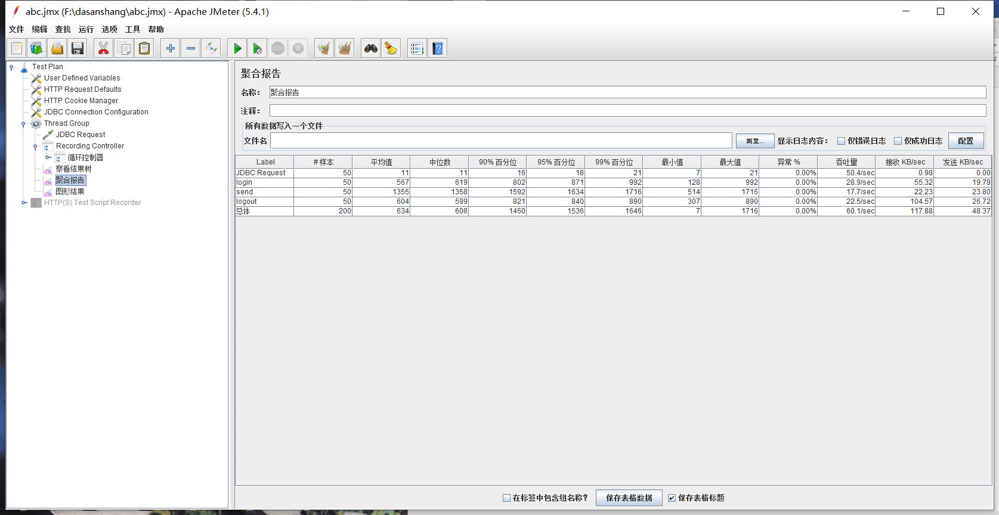 abc.jmx (F:\dasanshang\abc.jmx) - Apache JMeter (5.4.1)
文件 编辑 查找 运行 选项 工具 帮助
Test Plan
User Defined Variables
HTTP Request Defaults
HTTP Cookie Manager
JDBC Connection Configuration
Thread Group
JDBC Request
Recording Controller
循环控制器
察看结果树
聚合报告
图形结果
HTTP(S) Test Script Recorder
聚合报告
名称： 聚合报告
注释：
所有数据写入一个文件
文件名 浏览... 显示日志内容： 仅错误日志 仅成功日志 配置
Label # 样本 平均值 中位数 90% 百分位 95% 百分位 99% 百分位 最小值 最大值 异常 % 吞吐量 接收 KB/sec 发送 KB/sec
JDBC Request 50 11 11 16 18 21 7 21 0.00% 50.4/sec 0.98 0.00
login 50 567 619 802 871 992 128 992 0.00% 28.9/sec 55.32 19.79
send 50 1355 1358 1592 1634 1716 514 1716 0.00% 17.7/sec 22.23 23.80
logout 50 604 599 821 840 890 307 890 0.00% 22.5/sec 104.57 26.72
总体 200 634 608 1450 1536 1646 7 1716 0.00% 60.1/sec 117.88 48.37
在标签中包含组名称？ 保存表格数据 保存表格标题